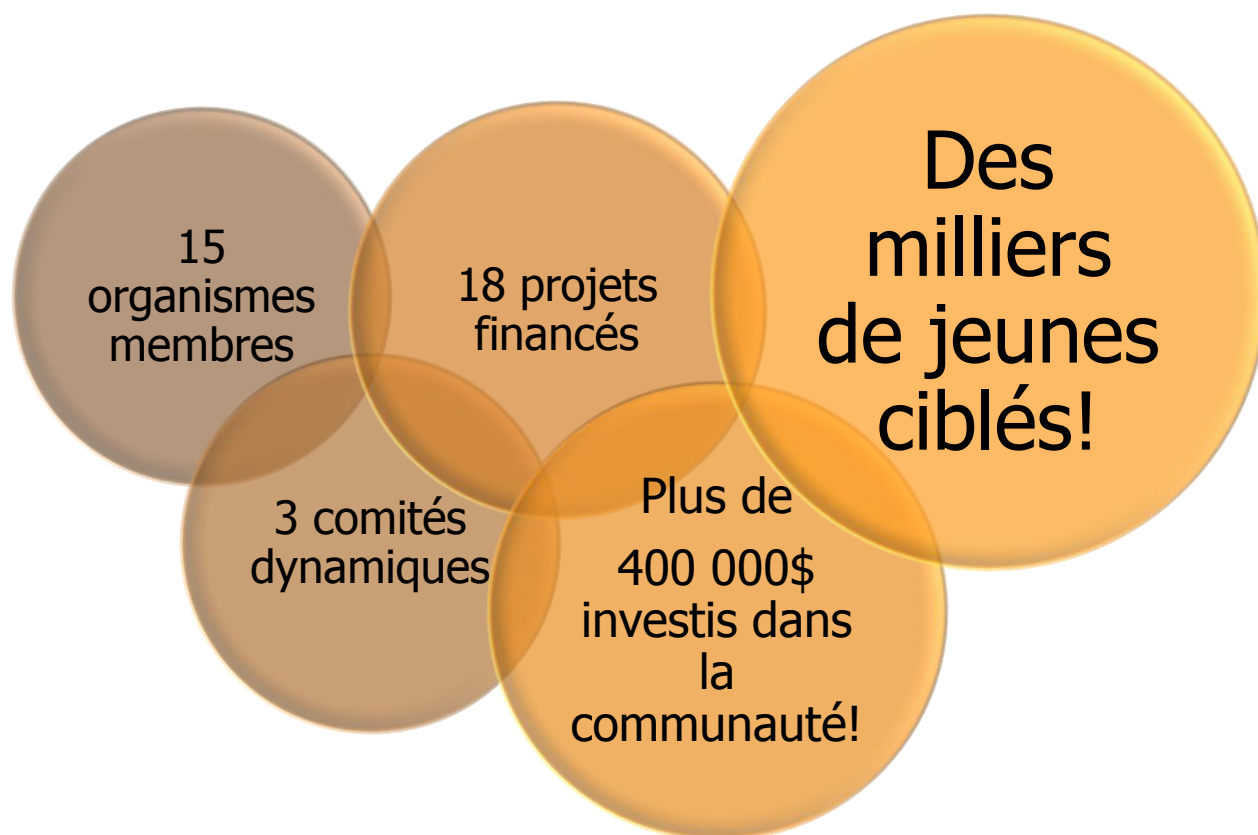 15
organismes
membres
3 comités
dynamiques
18 projets
financés
Plus de
400 000$
investis dans
la
communauté!
Des
milliers
de jeunes
ciblés!